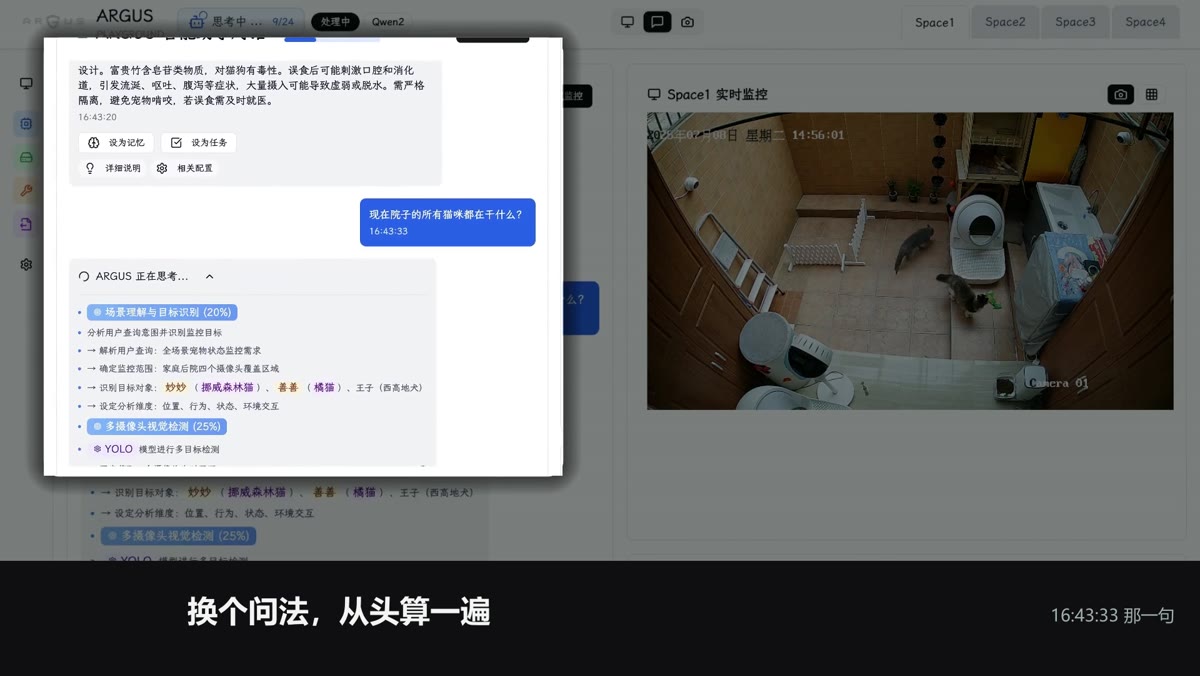 ARGUS
ARGUS
思考中 ...
9/24
处理中
Qwen2
Space1
Space2
Space3
Space4
设计。富贵竹含皂苷类物质，对猫狗有毒性。误食后可能刺激口腔和消化
道，引发流涎、呕吐、腹泻等症状，大量摄入可能导致虚弱或脱水。需严格
隔离，避免宠物啃咬，若误食需及时就医。
16:43:20
设为记忆
设为任务
详细说明
相关配置
现在院子的所有猫咪都在干什么？
16:43:33
ARGUS 正在思考...
场景理解与目标识别 (20%)
分析用户查询意图并识别监控目标
→ 解析用户查询：全场景宠物状态监控需求
→ 确定监控范围：家庭后院四个摄像头覆盖区域
→ 识别目标对象： 妙妙 （挪威森林猫）、 善善 （橘猫）、王子（西高地犬）
→ 设定分析维度：位置、行为、状态、环境交互
多摄像头视觉检测 (25%)
YOLO 模型进行多目标检测
监控
么？
→ 识别目标对象： 妙妙 （挪威森林猫）、 善善 （橘猫）、王子（西高地犬）
→ 设定分析维度：位置、行为、状态、环境交互
多摄像头视觉检测 (25%)
Space1 实时监控
星期二 14:56:01
Camera 01
换个问法，从头算一遍
16:43:33 那一句